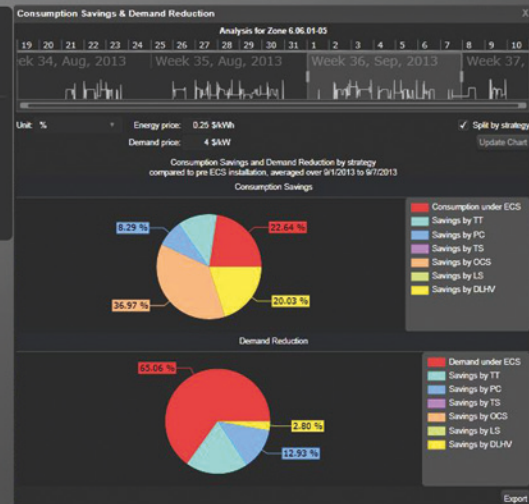 Consumption Savings & Demand Reduction X
Analysis for Zone 6.06.01-05
19 20 21 22 23 24 25 26 27 28 29 30 31 1 2 3 4 5 6 7 8 9 10
eek 34, Aug, 2013 Week 35, Aug, 2013 Week 36, Sep, 2013 Week 37,
Unit: % Energy price: 0.25 $/kWh Split by strategy
Demand price: 4 $/kW Update Chart
Consumption Savings and Demand Reduction by strategy
compared to pre ECS installation, averaged over 9/1/2013 to 9/7/2013
Consumption Savings
8.29 %
22.64 %
36.97 %
20.03 %
Consumption under ECS
Savings by TT
Savings by PC
Savings by TS
Savings by OCS
Savings by LS
Savings by DLHV
Demand Reduction
65.06 %
2.80 %
12.93 %
Demand under ECS
Savings by TT
Savings by PC
Savings by TS
Savings by OCS
Savings by LS
Savings by DLHV
Export